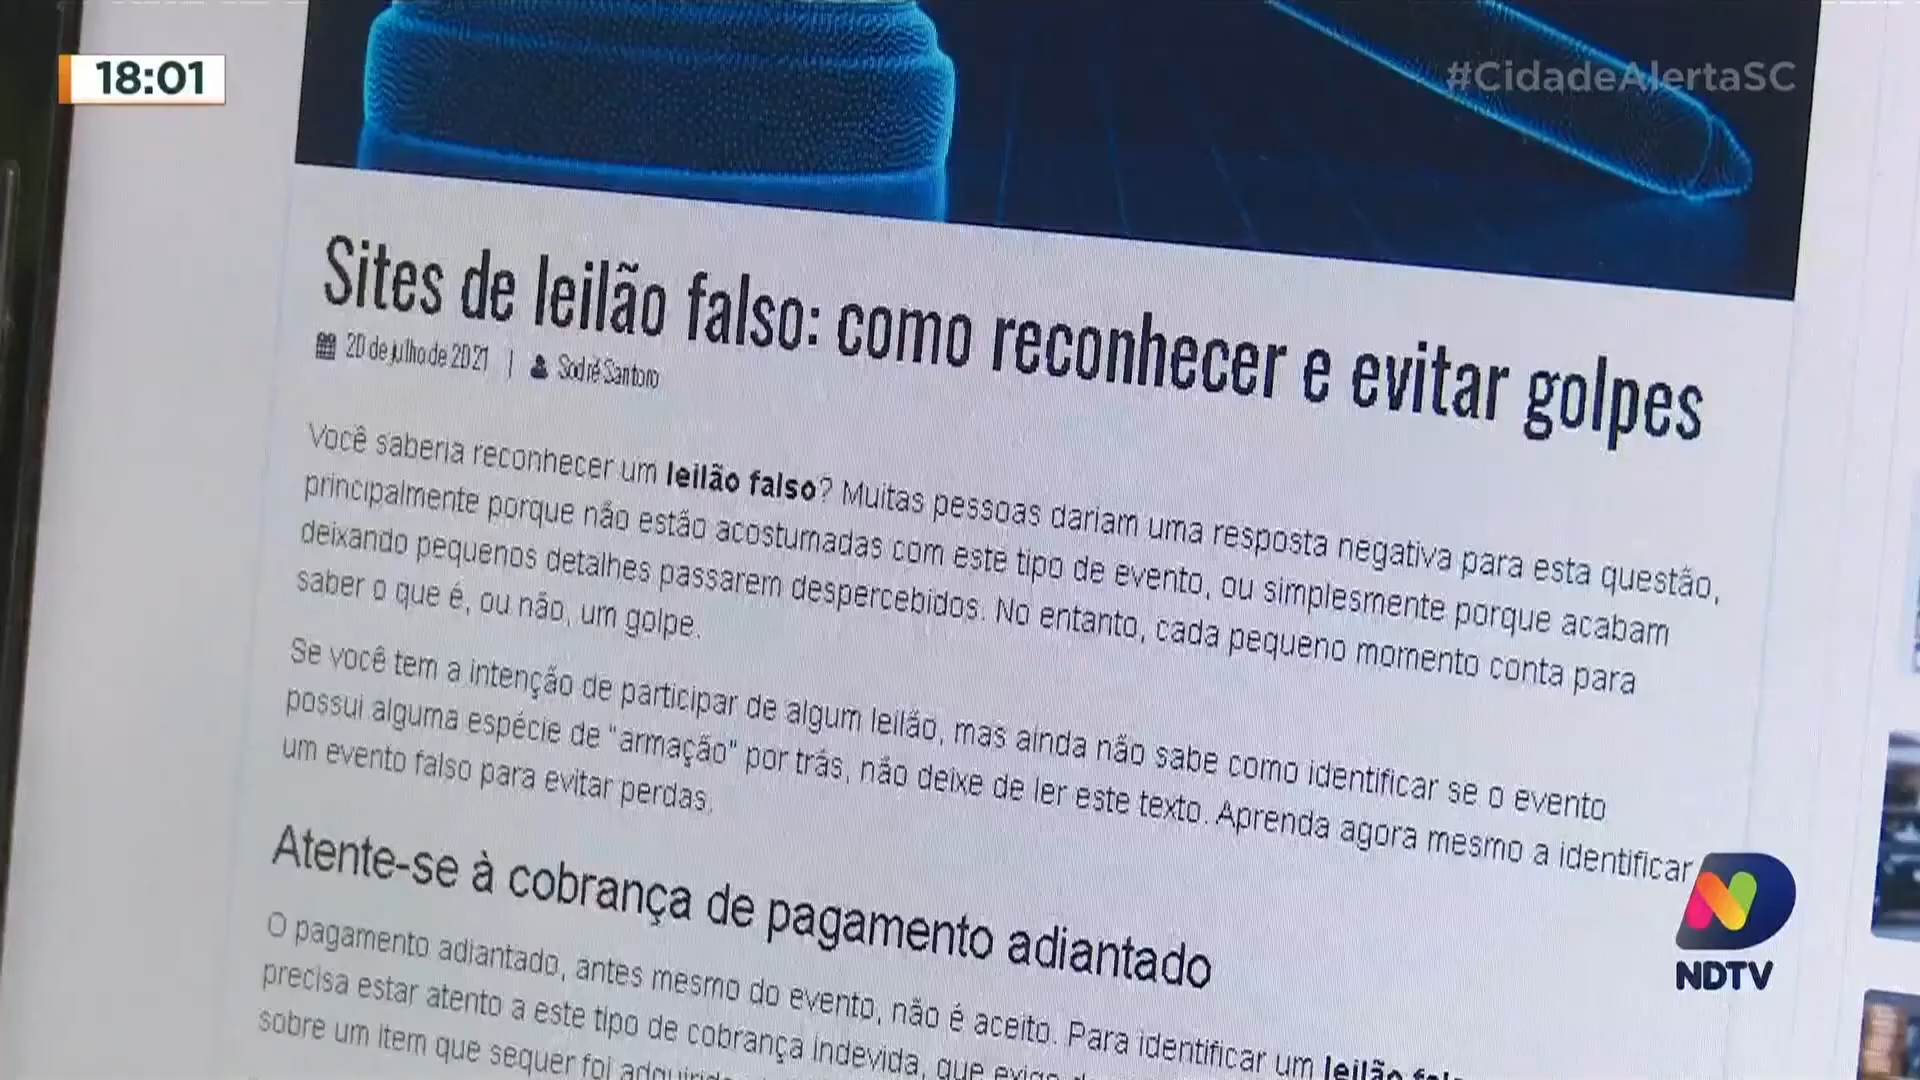 18:01
#CidadeAlertaSC
Sites de leilão falso: como reconhecer e evitar golpes
20 de julho de 2021 | Sodré Santoro
Você saberia reconhecer um leilão falso? Muitas pessoas dariam uma resposta negativa para esta questão,
principalmente porque não estão acostumadas com este tipo de evento, ou simplesmente porque acabam
deixando pequenos detalhes passarem despercebidos. No entanto, cada pequeno momento conta para
saber o que é, ou não, um golpe.
Se você tem a intenção de participar de algum leilão, mas ainda não sabe como identificar se o evento
possui alguma espécie de "armação" por trás, não deixe de ler este texto. Aprenda agora mesmo a identificar
um evento falso para evitar perdas.
Atente-se à cobrança de pagamento adiantado
O pagamento adiantado, antes mesmo do evento, não é aceito. Para identificar um leilão
precisa estar atento a este tipo de cobrança indevida, que
sobre um item que sequer foi
NDTV